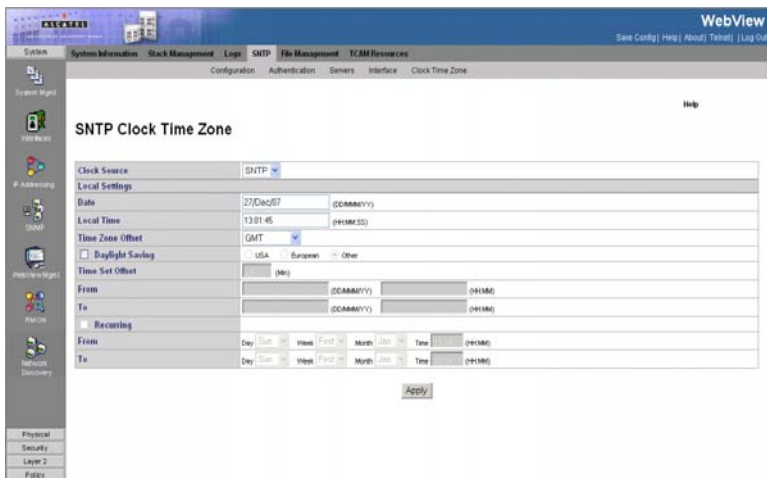 ALCATEL
WebView
Save Config| Help| About| Telnet| |Log Out
System
System Information Stack Management Logs SNTP File Management TCAM Resources
Configuration Authentication Servers Interface Clock Time Zone
System Mgmt
Interfaces
IP Addressing
SNMP
WebView Mgmt
RMON
Network Discovery
Physical
Security
Layer 2
Policy
Help
SNTP Clock Time Zone
Clock Source SNTP
Local Settings
Date 27/Dec/07 (DD/MMM/YY)
Local Time 13:01:45 (HH:MM:SS)
Time Zone Offset GMT
Daylight Saving USA European Other
Time Set Offset (Min)
From (DD/MMM/YY) (HH:MM)
To (DD/MMM/YY) (HH:MM)
Recurring
From Day Sun Week First Month Jan Time (HH:MM)
To Day Sun Week First Month Jan Time (HH:MM)
Apply